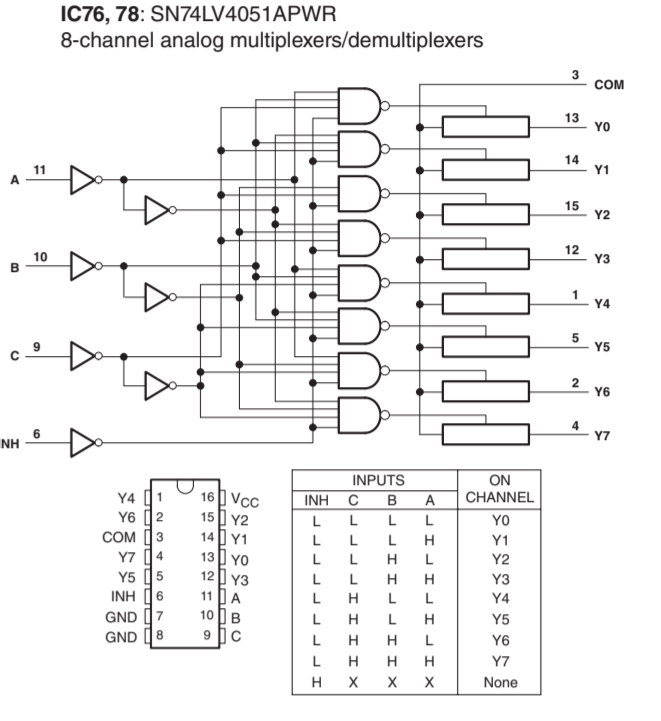 IC76, 78: SN74LV4051APWR
8-channel analog multiplexers/demultiplexers
3 COM
13 Y0
14 Y1
15 Y2
12 Y3
1 Y4
5 Y5
2 Y6
4 Y7
A 11
B 10
C 9
INH 6
Y4 1 16 VCC
Y6 2 15 Y2
COM 3 14 Y1
Y7 4 13 Y0
Y5 5 12 Y3
INH 6 11 A
GND 7 10 B
GND 8 9 C
INPUTS ON
INH C B A CHANNEL
L L L L Y0
L L L H Y1
L L H L Y2
L L H H Y3
L H L L Y4
L H L H Y5
L H H L Y6
L H H H Y7
H X X X None